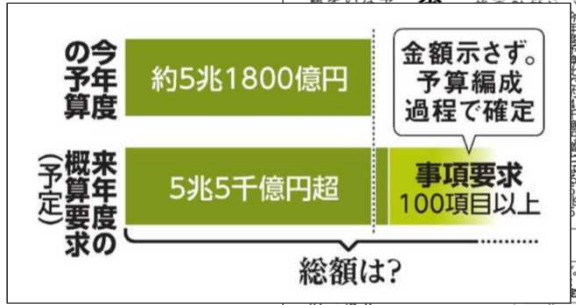 今年度
の予算
約5兆1800億円
金額示さず。
予算編成
過程で確定
来年度の
概算要求
(予定)
5兆5千億円超
事項要求
100項目以上
総額は?